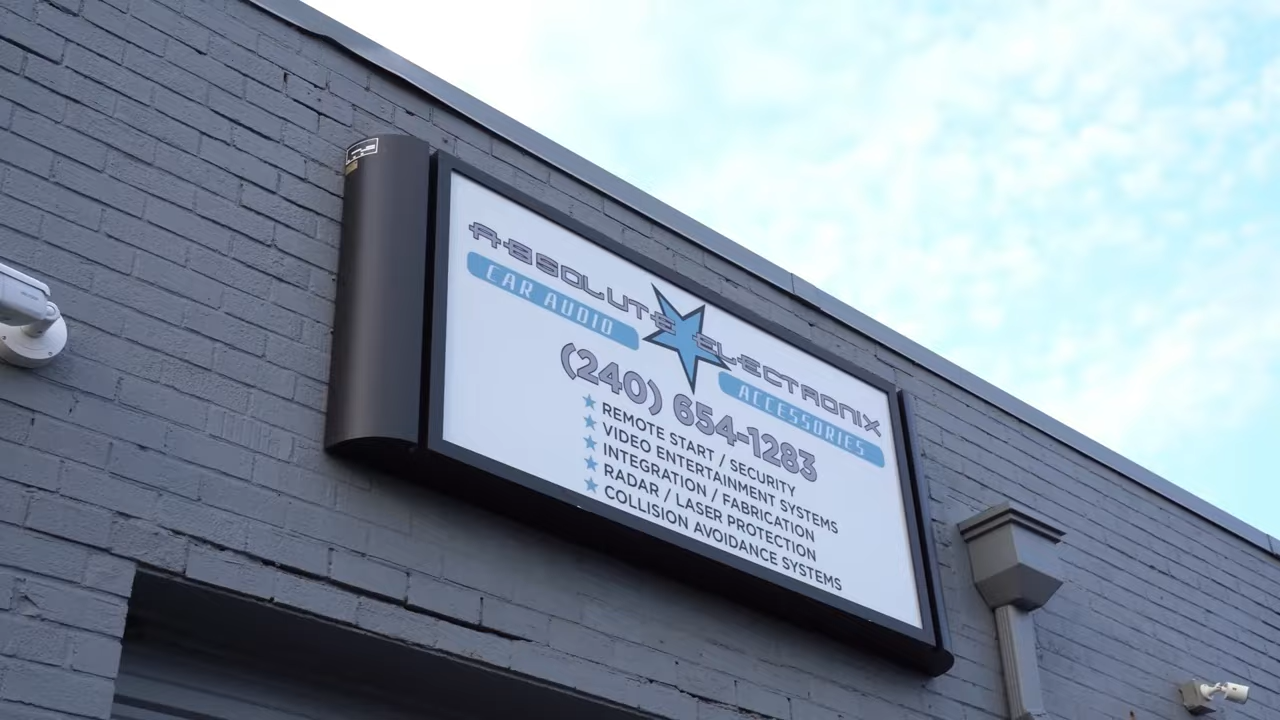 ABSOLUTE ELECTRONIX
CAR AUDIO
ACCESSORIES
(240) 654-1283
REMOTE START / SECURITY
VIDEO ENTERTAINMENT SYSTEMS
INTEGRATION / FABRICATION
RADAR / LASER PROTECTION
COLLISION AVOIDANCE SYSTEMS